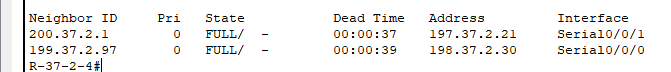 Neighbor ID     Pri   State           Dead Time   Address         Interface
200.37.2.1        0   FULL/  -        00:00:37    197.37.2.21     Serial0/0/1
199.37.2.97       0   FULL/  -        00:00:39    198.37.2.30     Serial0/0/0
R-37-2-4#